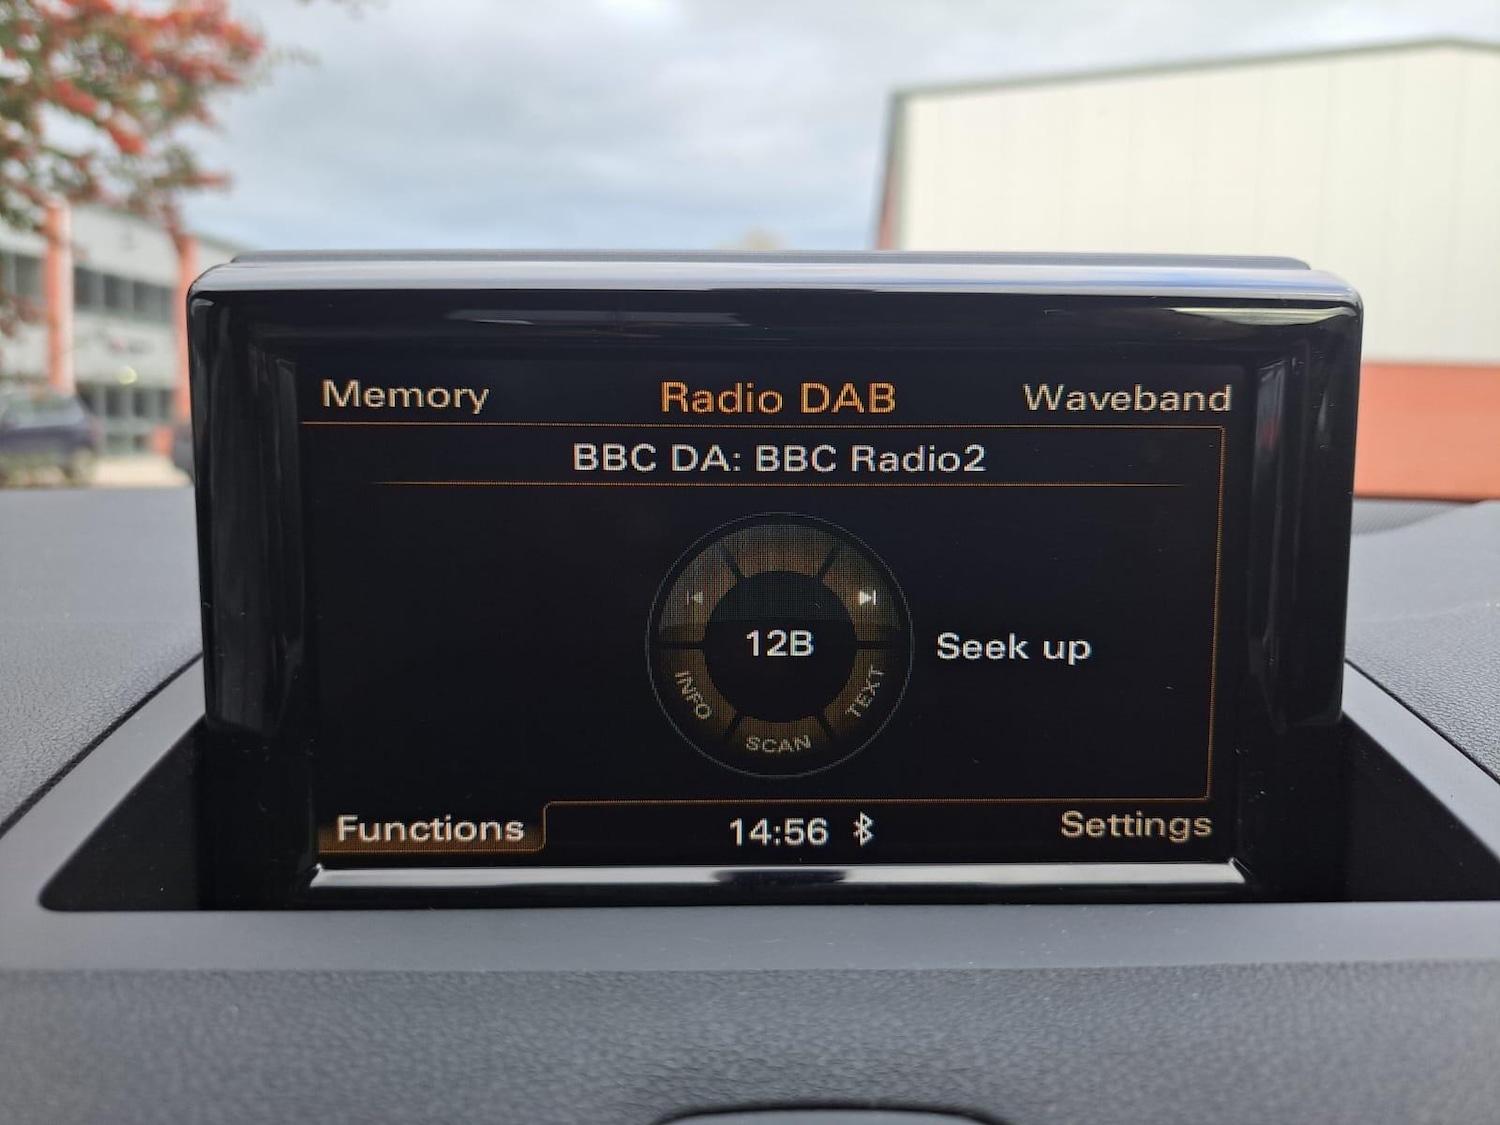 Memory Radio DAB Waveband
BBC DA: BBC Radio2
12B
Seek up
INFO SCAN TEXT
Functions 14:56 Settings